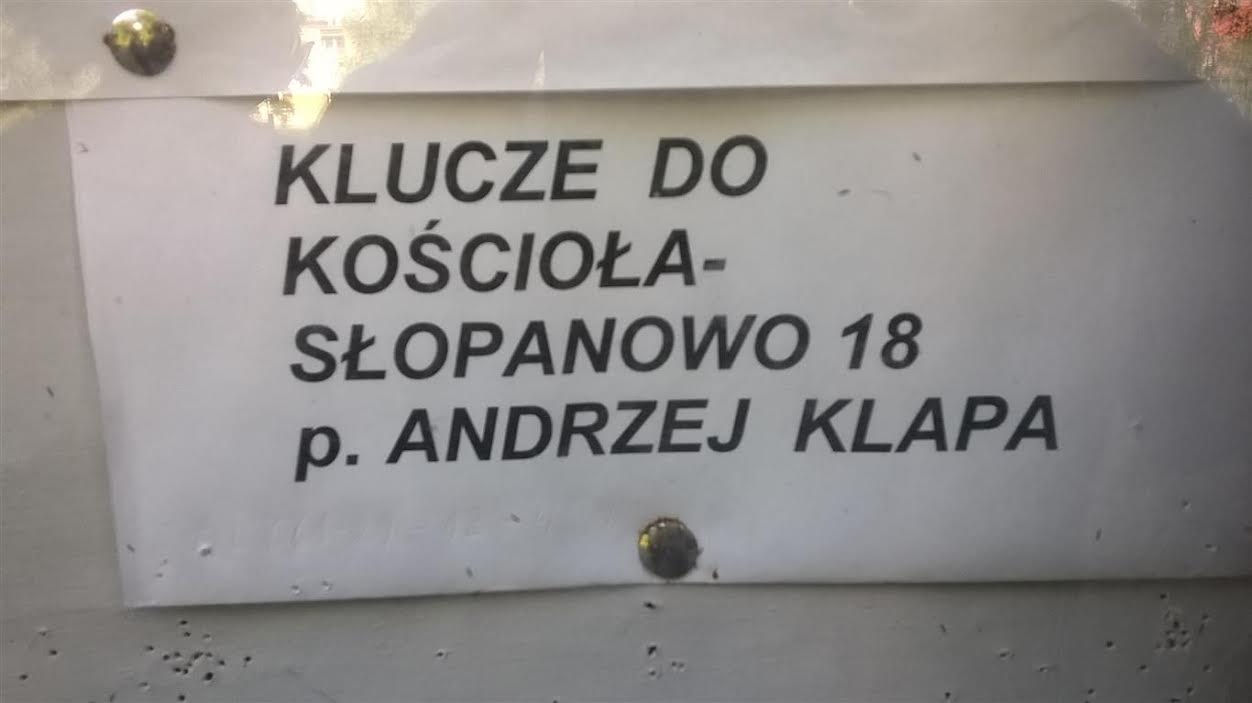 KLUCZE DO
KOŚCIOŁA-
SŁOPANOWO 18
p. ANDRZEJ KLAPA